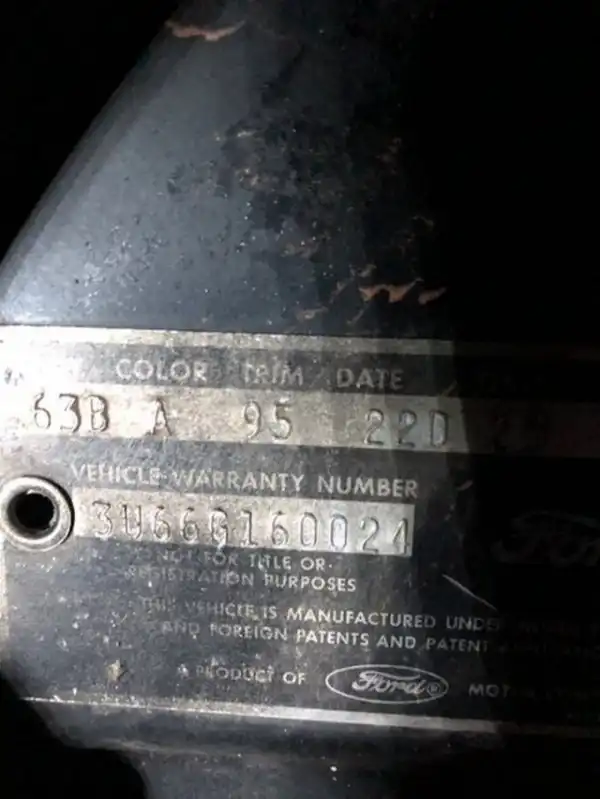 COLOR TRIM DATE
63B A 95 22D
VEHICLE WARRANTY NUMBER
3U66G160024
NOT FOR TITLE OR
REGISTRATION PURPOSES
THIS VEHICLE IS MANUFACTURED UNDER
AND FOREIGN PATENTS AND PATENT
A PRODUCT OF Ford® MOTOR